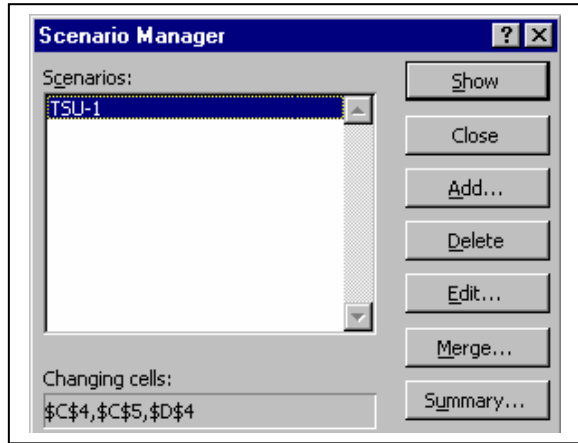 Scenario Manager
Scenarios:
TSU-1
Show
Close
Add...
Delete
Edit...
Merge...
Summary...
Changing cells:
$C$4,$C$5,$D$4